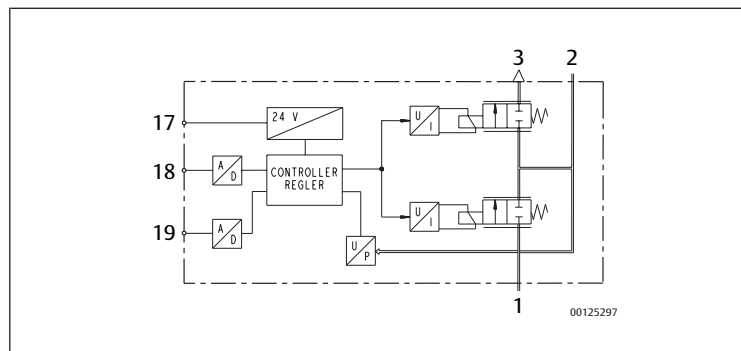 3 2
17
24 V
U
I
18
A
D
CONTROLLER
REGLER
19
A
D
U
I
U
P
1
00125297